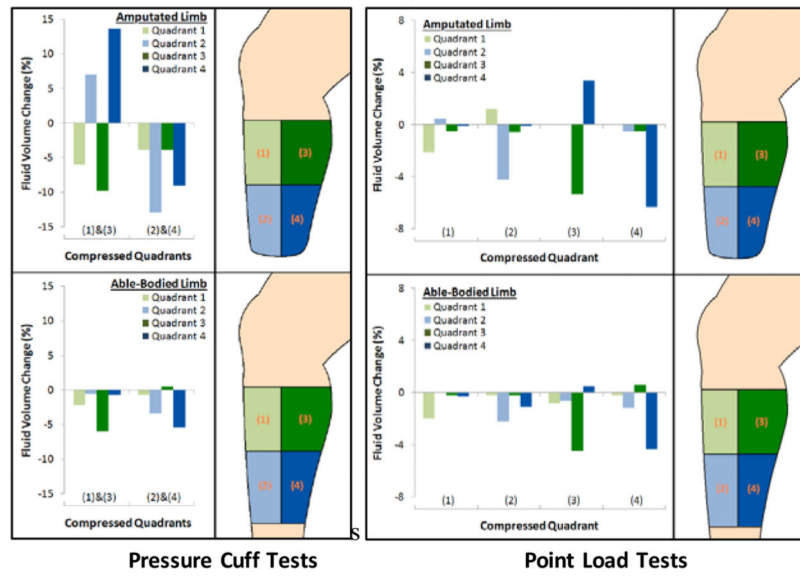 Amputated Limb
Quadrant 1
Quadrant 2
Quadrant 3
Quadrant 4
Fluid Volume Change (%)
15
10
5
0
-5
-10
-15
(1)&(3) (2)&(4)
Compressed Quadrants
(1) (3)
(2) (4)
Amputated Limb
Quadrant 1
Quadrant 2
Quadrant 3
Quadrant 4
Fluid Volume Change (%)
8
4
0
-4
-8
(1) (2) (3) (4)
Compressed Quadrant
(1) (3)
(2) (4)
Able-Bodied Limb
Quadrant 1
Quadrant 2
Quadrant 3
Quadrant 4
Fluid Volume Change (%)
15
10
5
0
-5
-10
-15
(1)&(3) (2)&(4)
Compressed Quadrants
(1) (3)
(2) (4)
s
Able-Bodied Limb
Quadrant 1
Quadrant 2
Quadrant 3
Quadrant 4
Fluid Volume Change (%)
8
4
0
-4
-8
(1) (2) (3) (4)
Compressed Quadrant
(1) (3)
(2) (4)
Pressure Cuff Tests
Point Load Tests